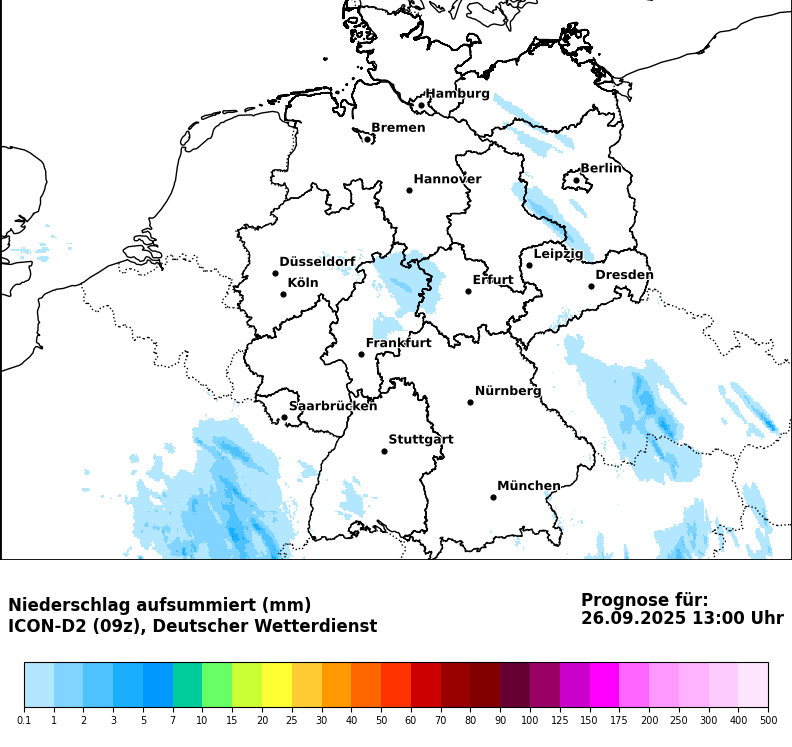 Hamburg
Bremen
Berlin
Hannover
Leipzig
Düsseldorf
Dresden
Köln
Erfurt
Frankfurt
Nürnberg
Saarbrücken
Stuttgart
München
Niederschlag aufsummiert (mm)
ICON-D2 (09z), Deutscher Wetterdienst
Prognose für:
26.09.2025 13:00 Uhr
0.1 1 2 3 5 7 10 15 20 25 30 40 50 60 70 80 90 100 125 150 175 200 250 300 400 500